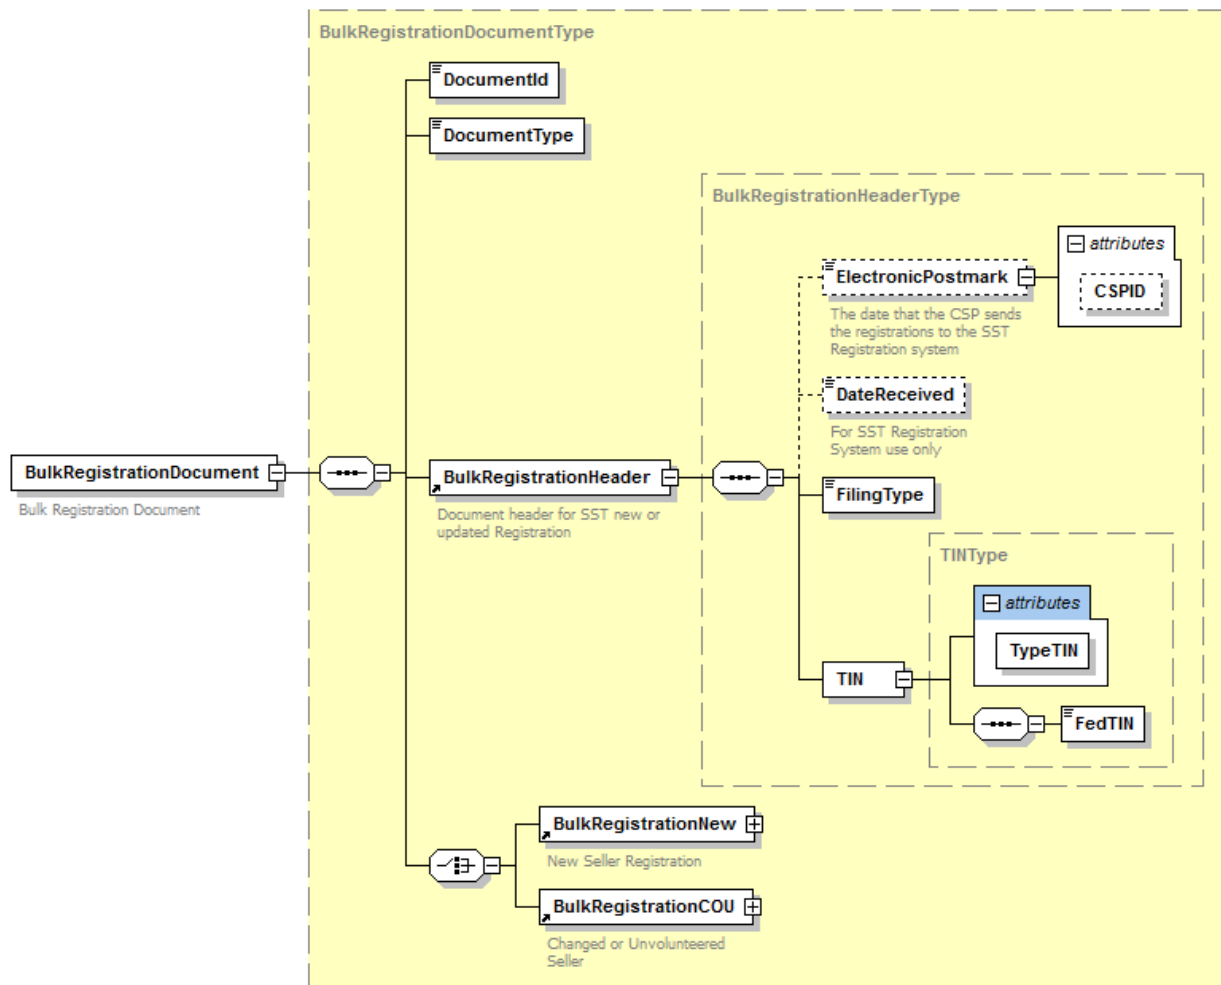 BulkRegistrationDocumentType
DocumentId
DocumentType
BulkRegistrationHeaderType
attributes
ElectronicPostmark
CSPID
The date that the CSP sends
the registrations to the SST
Registration system
DateReceived
For SST Registration
System use only
BulkRegistrationDocument
Bulk Registration Document
BulkRegistrationHeader
Document header for SST new or
updated Registration
FilingType
TINType
attributes
TypeTIN
TIN
FedTIN
BulkRegistrationNew
New Seller Registration
BulkRegistrationCOU
Changed or Unvolunteered
Seller